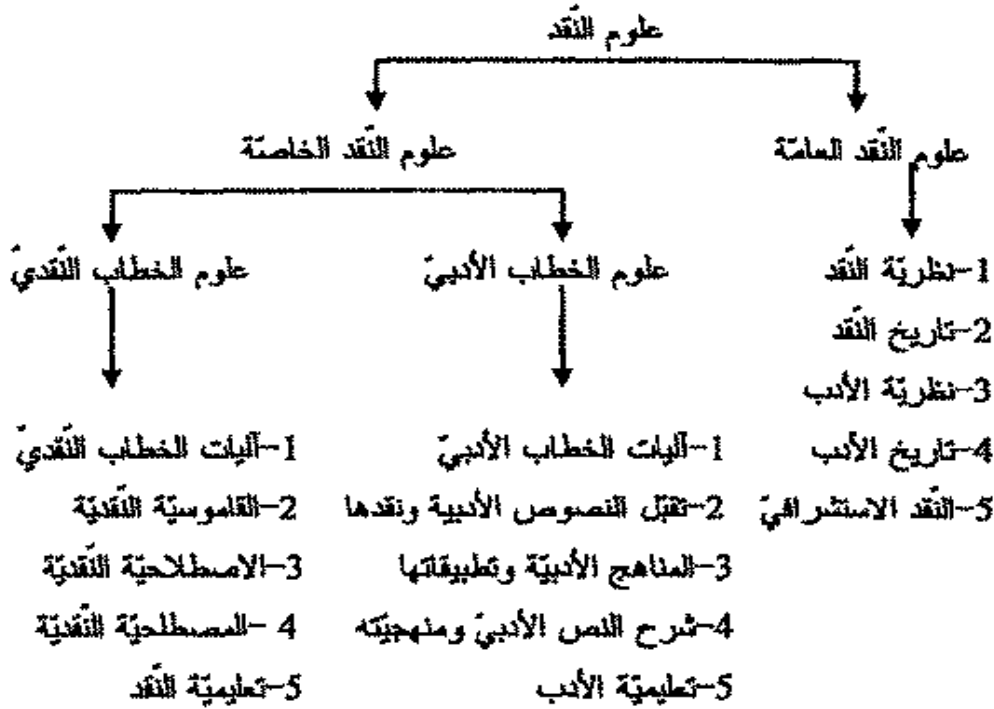 علوم النّقد
علوم النّقد العامّة
علوم النّقد الخاصّة
1-نظريّة النّقد
2-تاريخ النّقد
3-نظريّة الأدب
4-تاريخ الأدب
5-النّقد الاستشرافيّ
علوم الخطاب الأدبيّ
1-آليات الخطاب الأدبيّ
2-تقبّل النصوص الأدبية ونقدها
3-المناهج الأدبيّة وتطبيقاتها
4-شرح النص الأدبيّ ومنهجيّته
5-تعليميّة الأدب
علوم الخطاب النّقديّ
1-آليات الخطاب النّقديّ
2-القاموسيّة النّقديّة
3-الاصطلاحيّة النّقديّة
4 -المصطلحيّة النّقديّة
5-تعليميّة النّقد